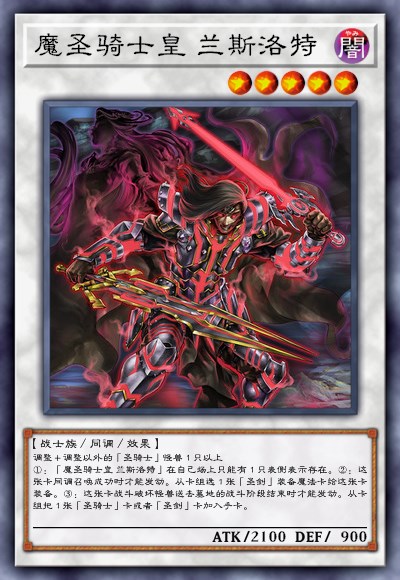 魔圣骑士皇 兰斯洛特
やみ
闇
【战士族／同调／效果】
调整＋调整以外的「圣骑士」怪兽1只以上
①：「魔圣骑士皇 兰斯洛特」在自己场上只能有1只表侧表示存在。②：这
张卡同调召唤成功时才能发动。从卡组选1张「圣剑」装备魔法卡给这张卡
装备。③：这张卡战斗破坏怪兽送去墓地的战斗阶段结束时才能发动。从卡
组把1张「圣骑士」卡或者「圣剑」卡加入手卡。
ATK/2100 DEF/ 900